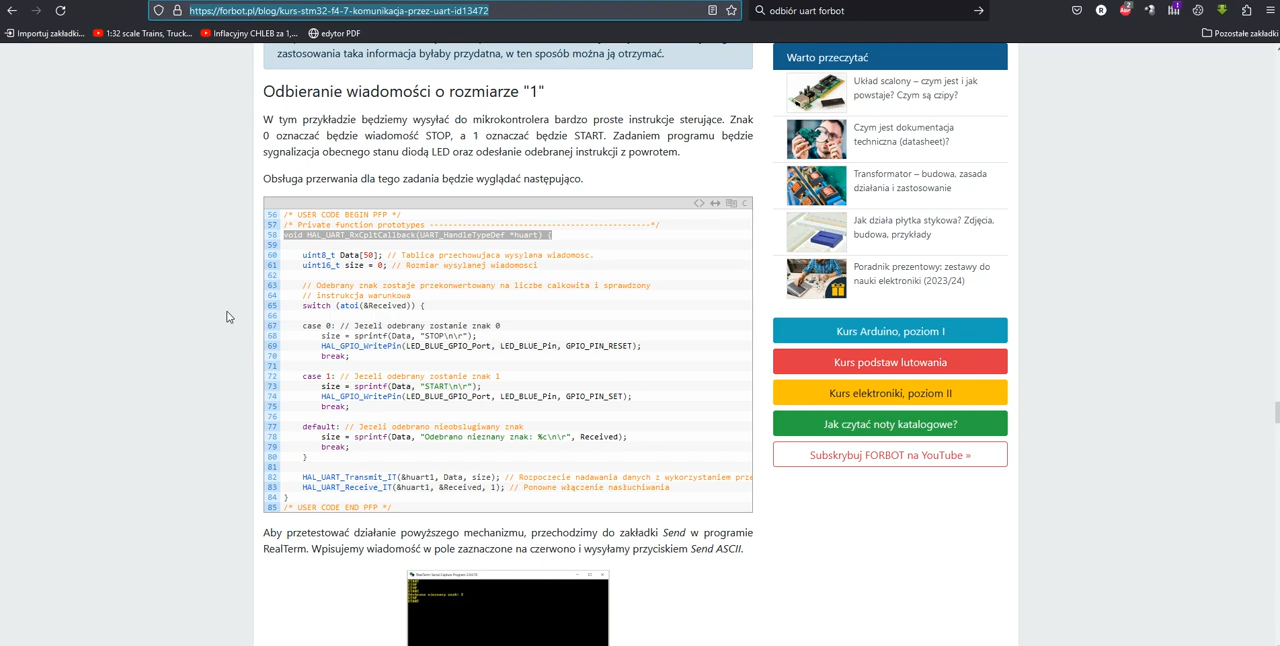 https://forbot.pl/blog/kurs-stm32-f4-7-komunikacja-przez-uart-id13472
odbiór uart forbot
Importuj zakładki...
1:32 scale Trains, Truck...
Inflacyjny CHLEB za 1,...
edytor PDF
Pozostałe zakładki
zastosowania taka informacja byłaby przydatna, w ten sposób można ją otrzymać.
Odbieranie wiadomości o rozmiarze "1"
W tym przykładzie będziemy wysyłać do mikrokontrolera bardzo proste instrukcje sterujące. Znak
0 oznaczać będzie wiadomość STOP, a 1 oznaczać będzie START. Zadaniem programu będzie
sygnalizacja obecnego stanu diodą LED oraz odesłanie odebranej instrukcji z powrotem.
Obsługa przerwania dla tego zadania będzie wyglądać następująco.
C
56 /* USER CODE BEGIN PFP */
57 /* Private function prototypes -----------------------------------------------*/
58 void HAL_UART_RxCpltCallback(UART_HandleTypeDef *huart) {
59
60 uint8_t Data[50]; // Tablica przechowujaca wysylana wiadomosc.
61 uint16_t size = 0; // Rozmiar wysylanej wiadomosci
62
63 // Odebrany znak zostaje przekonwertowany na liczbe calkowita i sprawdzony
64 // instrukcja warunkowa
65 switch (atoi(&Received)) {
66
67 case 0: // Jezeli odebrany zostanie znak 0
68 size = sprintf(Data, "STOP\n\r");
69 HAL_GPIO_WritePin(LED_BLUE_GPIO_Port, LED_BLUE_Pin, GPIO_PIN_RESET);
70 break;
71
72 case 1: // Jezeli odebrany zostanie znak 1
73 size = sprintf(Data, "START\n\r");
74 HAL_GPIO_WritePin(LED_BLUE_GPIO_Port, LED_BLUE_Pin, GPIO_PIN_SET);
75 break;
76
77 default: // Jezeli odebrano nieobslugiwany znak
78 size = sprintf(Data, "Odebrano nieznany znak: %c\n\r", Received);
79 break;
80 }
81
82 HAL_UART_Transmit_IT(&huart1, Data, size); // Rozpoczecie nadawania danych z wykorzystaniem prze
83 HAL_UART_Receive_IT(&huart1, &Received, 1); // Ponowne włączenie nasłuchiwania
84 }
85 /* USER CODE END PFP */
Aby przetestować działanie powyższego mechanizmu, przechodzimy do zakładki Send w programie
RealTerm. Wpisujemy wiadomość w pole zaznaczone na czerwono i wysyłamy przyciskiem Send ASCII.
Warto przeczytać
Układ scalony – czym jest i jak
powstaje? Czym są czipy?
Czym jest dokumentacja
techniczna (datasheet)?
Transformator – budowa, zasada
działania i zastosowanie
Jak działa płytka stykowa? Zdjęcia,
budowa, przykłady
Poradnik prezentowy: zestawy do
nauki elektroniki (2023/24)
Kurs Arduino, poziom I
Kurs podstaw lutowania
Kurs elektroniki, poziom II
Jak czytać noty katalogowe?
Subskrybuj FORBOT na YouTube »